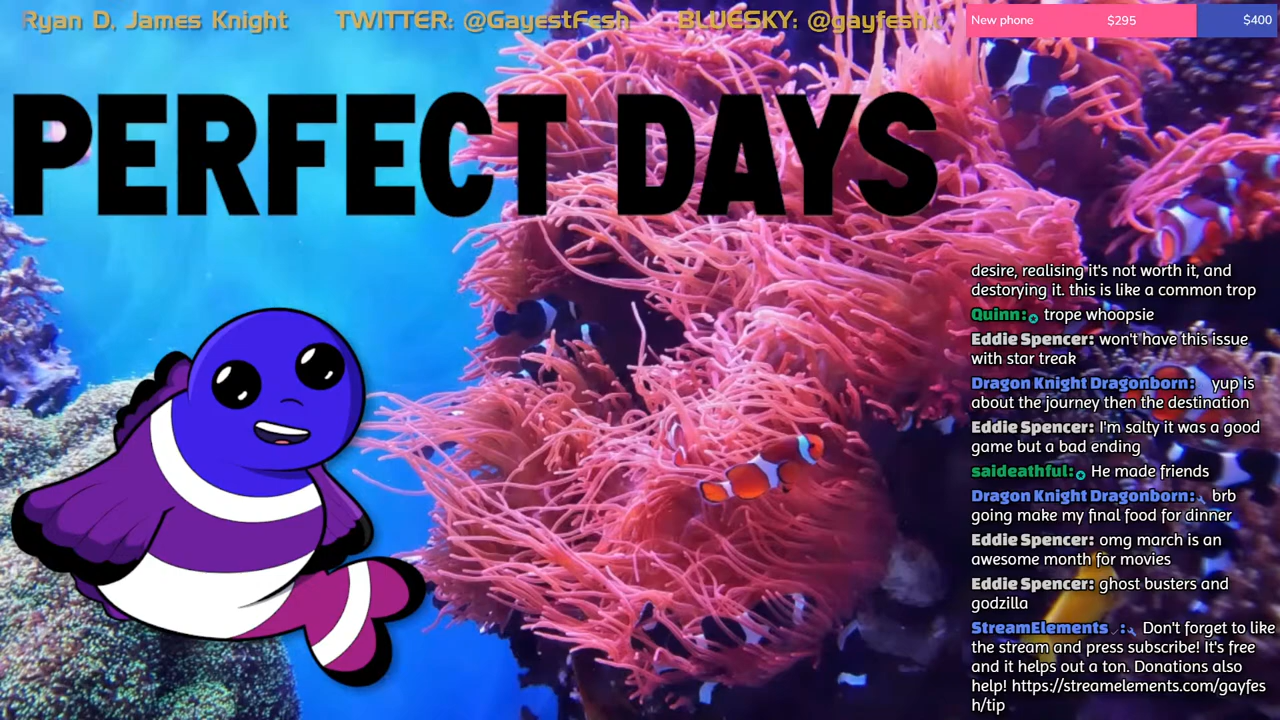 Ryan D. James Knight TWITTER: @GayestFesh BLUESKY: @gayfesh.
New phone $295 $400
PERFECT DAYS
desire, realising it's not worth it, and
destorying it. this is like a common trop
Quinn: trope whoopsie
Eddie Spencer: won't have this issue
with star treak
Dragon Knight Dragonborn: yup is
about the journey then the destination
Eddie Spencer: I'm salty it was a good
game but a bad ending
saideathful: He made friends
Dragon Knight Dragonborn: brb
going make my final food for dinner
Eddie Spencer: omg march is an
awesome month for movies
Eddie Spencer: ghost busters and
godzilla
StreamElements : Don't forget to like
the stream and press subscribe! It's free
and it helps out a ton. Donations also
help! https://streamelements.com/gayfes
h/tip